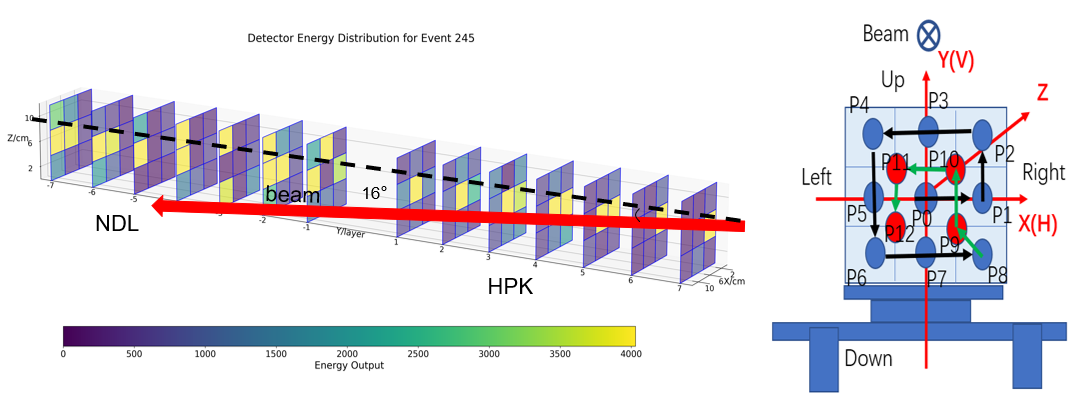 Detector Energy Distribution for Event 245
10
Z/cm
6
2
-7
-6
-5
-2
-1
Y/layer
1
2
3
4
5
6
7
2
6X/cm
10
beam
16°
NDL
HPK
0
500
1000
1500
2000
2500
3000
3500
4000
Energy Output
Beam
Y(V)
Up
Z
P4
P3
P11
P10
P2
Left
Right
P5
P0
P1
X(H)
P12
P9
P6
P7
P8
Down